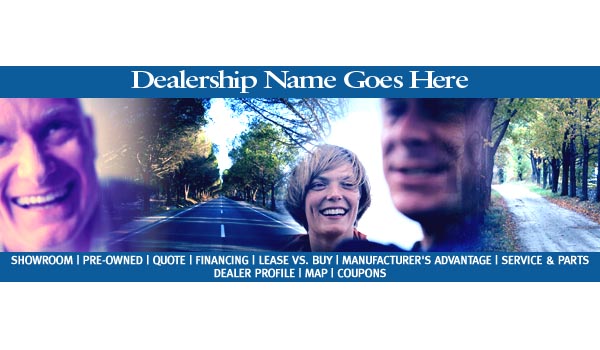 Dealership Name Goes Here
SHOWROOM | PRE-OWNED | QUOTE | FINANCING | LEASE VS. BUY | MANUFACTURER'S ADVANTAGE | SERVICE & PARTS
DEALER PROFILE | MAP | COUPONS